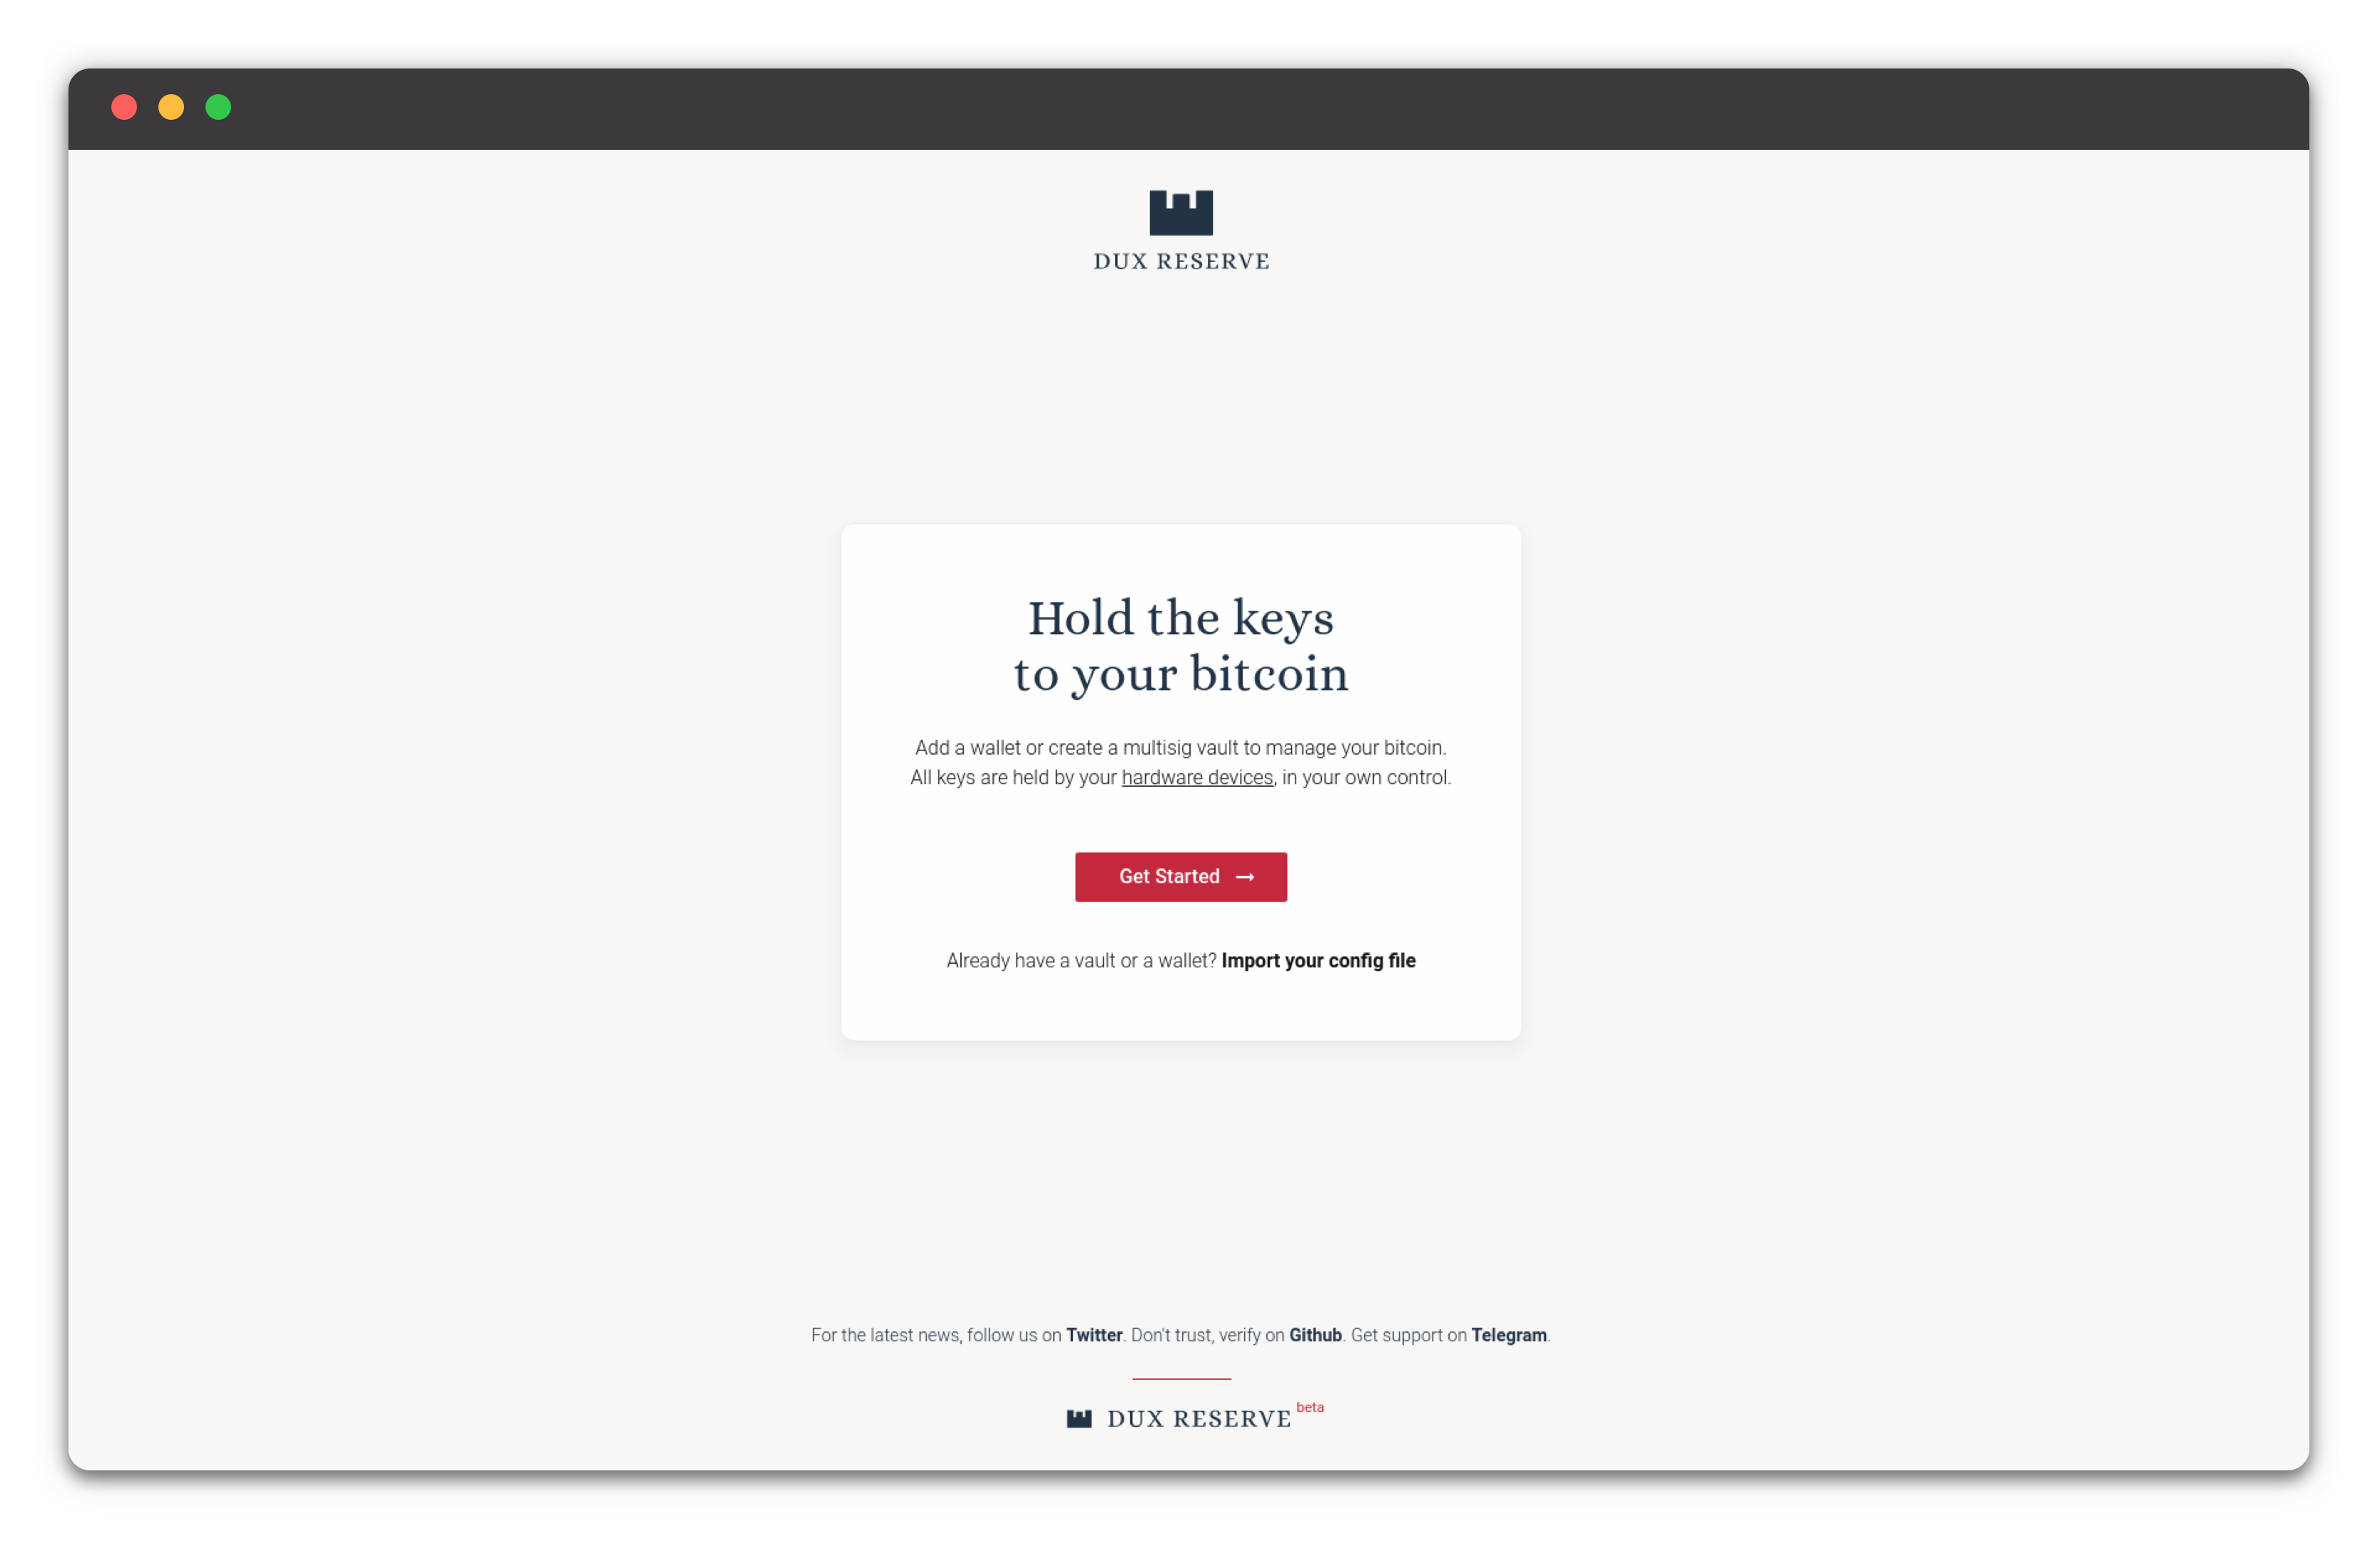 DUX RESERVE
Hold the keys
to your bitcoin
Add a wallet or create a multisig vault to manage your bitcoin.
All keys are held by your hardware devices, in your own control.
Get Started →
Already have a vault or a wallet? Import your config file
For the latest news, follow us on Twitter. Don't trust, verify on Github. Get support on Telegram.
DUX RESERVE beta